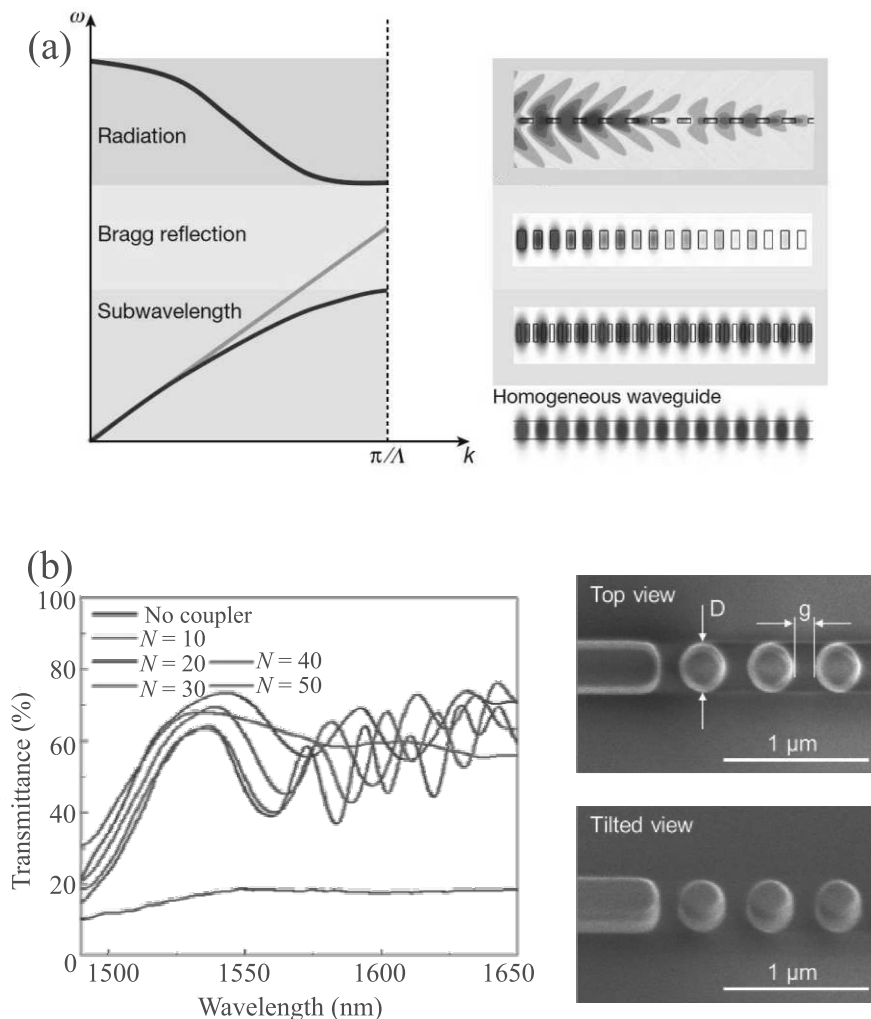 (a)
ω
Radiation
Bragg reflection
Subwavelength
π/Λ
k
Homogeneous waveguide
(b)
100
80
60
40
20
0
Transmittance (%)
No coupler
N = 10
N = 20
N = 40
N = 30
N = 50
1500
1550
1600
1650
Wavelength (nm)
Top view
D
g
1 µm
Tilted view
1 µm